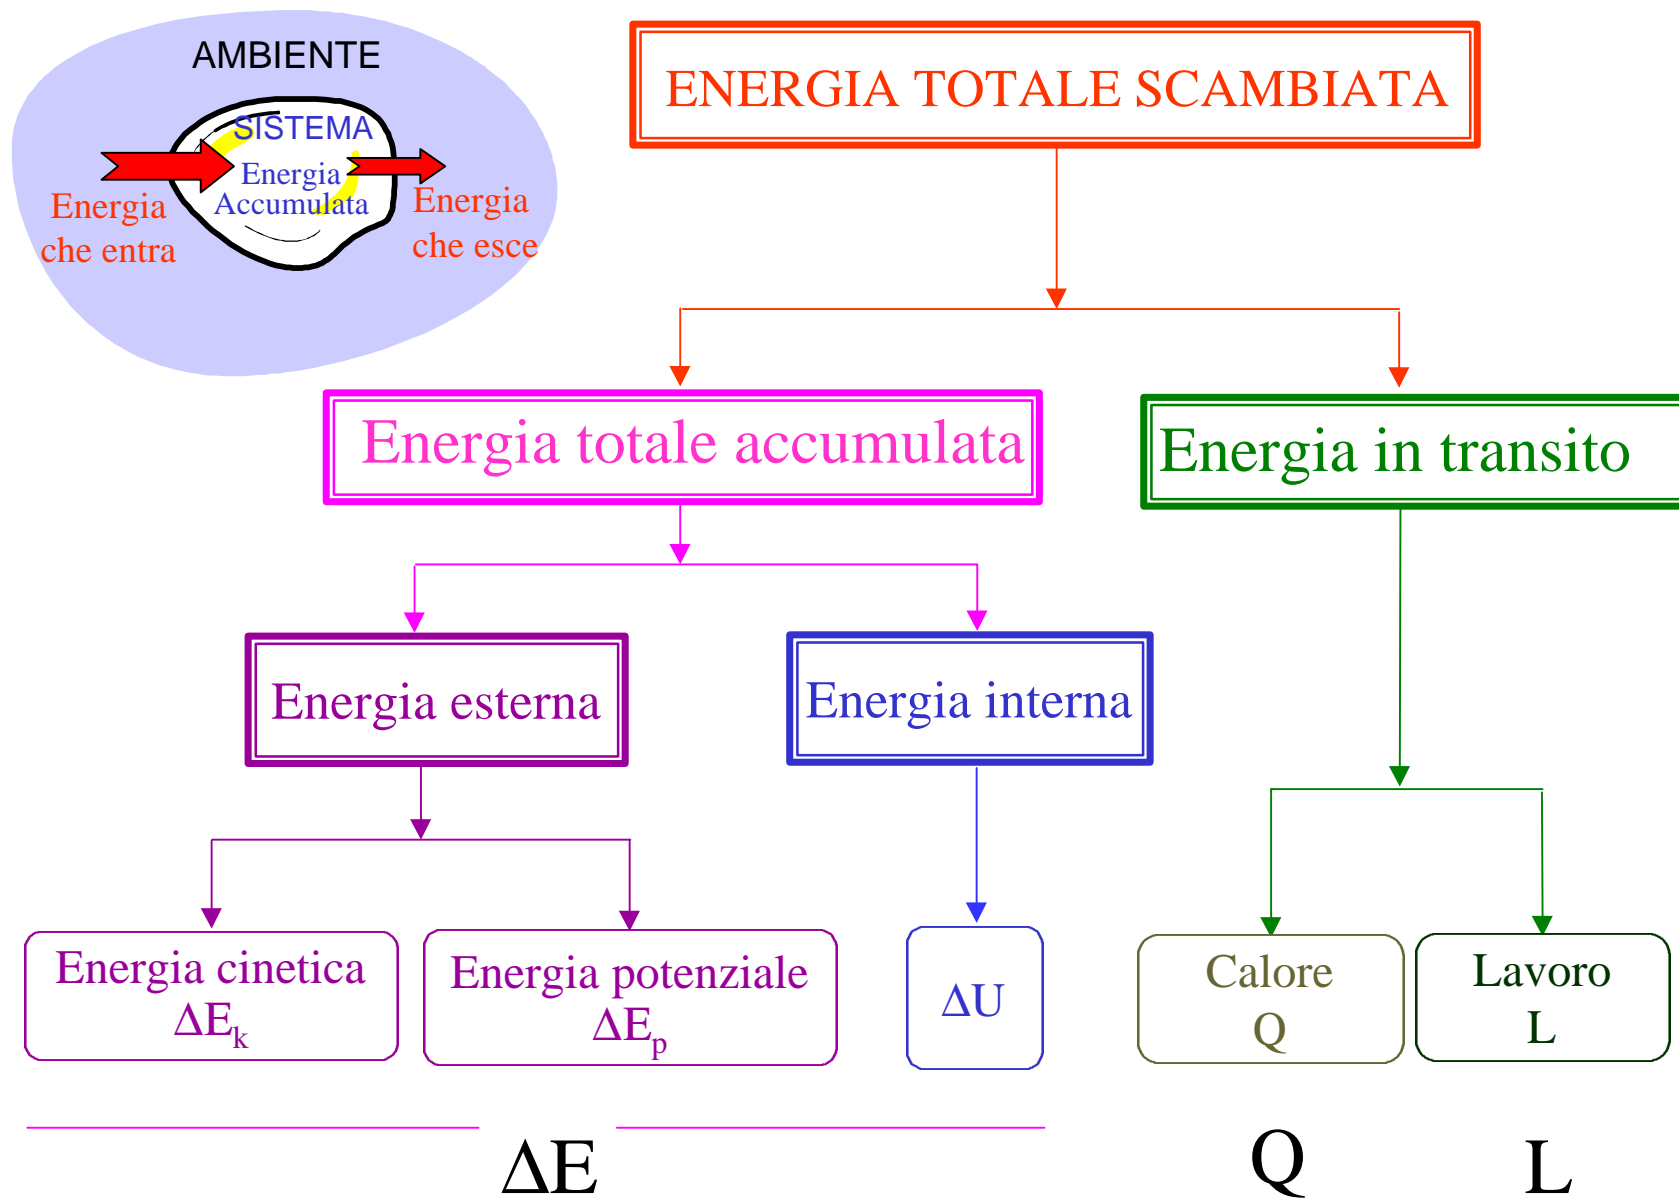 AMBIENTE
SISTEMA
Energia
Accumulata
Energia
che entra
Energia
che esce
ENERGIA TOTALE SCAMBIATA
Energia totale accumulata
Energia in transito
Energia esterna
Energia interna
Energia cinetica
ΔEk
Energia potenziale
ΔEp
ΔU
Calore
Q
Lavoro
L
ΔE
Q
L